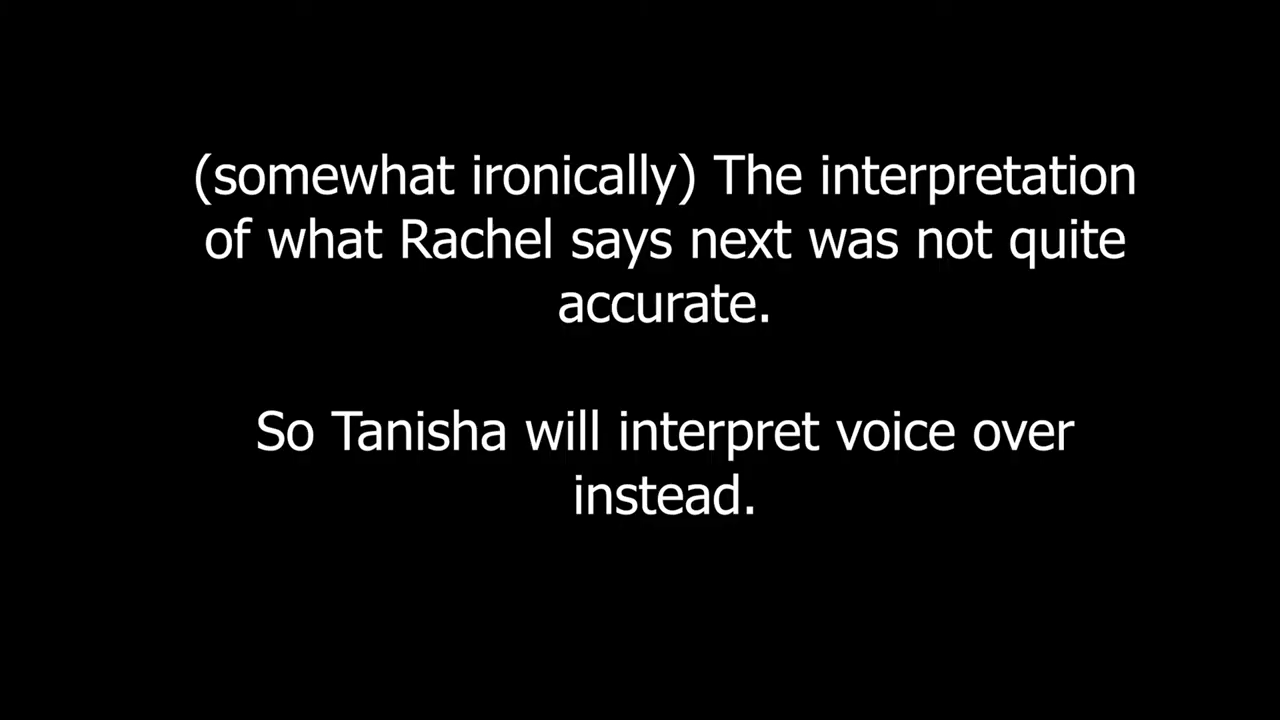 (somewhat ironically) The interpretation
of what Rachel says next was not quite
accurate.
So Tanisha will interpret voice over
instead.